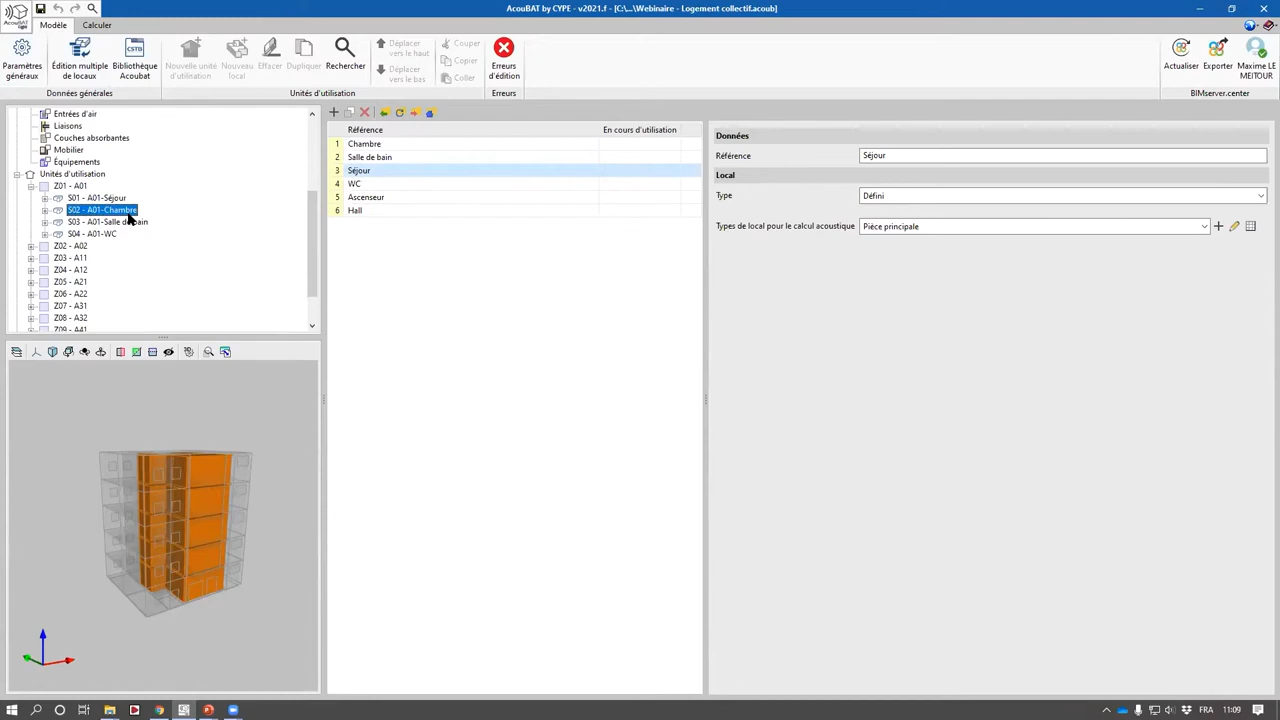 AcouBAT by CYPE - v2021.f - [C:\...\Webinaire - Logement collectif.acoub]
Modèle
Calculer
Paramètres généraux
Édition multiple de locaux
Bibliothèque Acoubat
Nouvelle unité d'utilisation
Nouveau local
Effacer
Dupliquer
Rechercher
Déplacer vers le haut
Déplacer vers le bas
Couper
Copier
Coller
Erreurs d'édition
Actualiser
Exporter
Maxime LE MEITOUR
Données générales
Unités d'utilisation
Erreurs
BIMserver.center
Entrées d'air
Liaisons
Couches absorbantes
Mobilier
Équipements
Unités d'utilisation
Z01 - A01
S01 - A01-Séjour
S02 - A01-Chambre
S03 - A01-Salle de bain
S04 - A01-WC
Z02 - A02
Z03 - A11
Z04 - A12
Z05 - A21
Z06 - A22
Z07 - A31
Z08 - A32
Z09 - A41
Référence
En cours d'utilisation
1 Chambre
2 Salle de bain
3 Séjour
4 WC
5 Ascenseur
6 Hall
Données
Référence
Séjour
Local
Type
Défini
Types de local pour le calcul acoustique
Pièce principale
CSTB
FRA
11:09